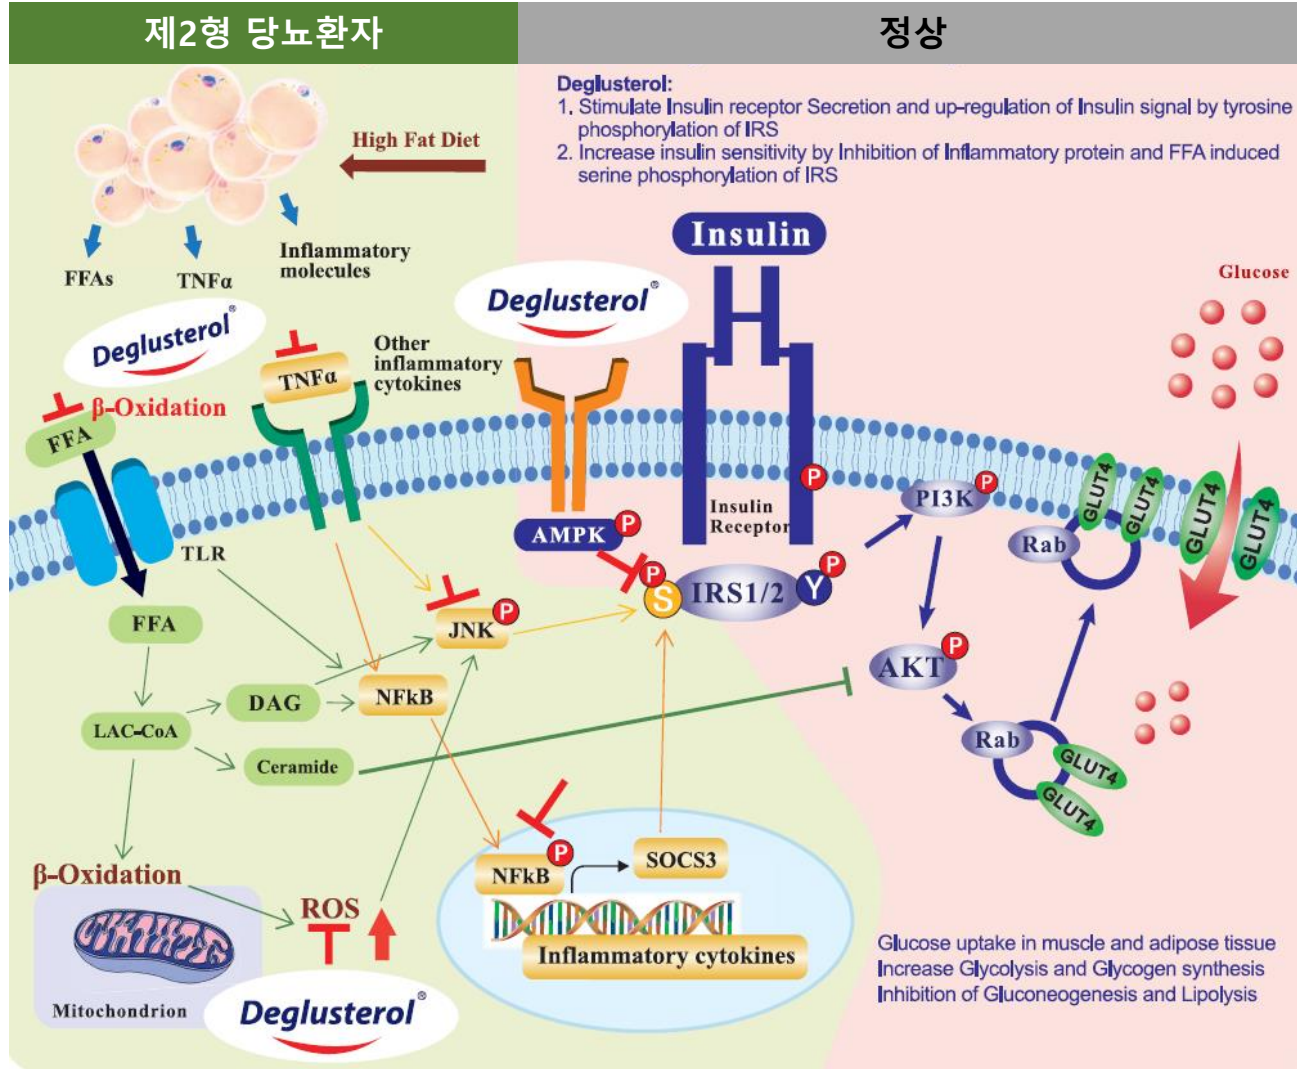 제2형 당뇨환자
정상
Deglusterol:
1. Stimulate Insulin receptor Secretion and up-regulation of Insulin signal by tyrosine
phosphorylation of IRS
2. Increase insulin sensitivity by Inhibition of Inflammatory protein and FFA induced
serine phosphorylation of IRS
High Fat Diet
FFAs
TNFα
Inflammatory
molecules
Insulin
Glucose
Deglusterol®
Deglusterol®
TNFα
Other
inflammatory
cytokines
β-Oxidation
FFA
TLR
AMPK
P
Insulin
Receptor
P
PI3K
P
Rab
GLUT4
GLUT4
GLUT4
GLUT4
P
S
IRS1/2
Y
P
FFA
JNK
P
AKT
P
DAG
NFkB
LAC-CoA
Ceramide
Rab
GLUT4
GLUT4
β-Oxidation
ROS
Mitochondrion
Deglusterol®
NFkB
P
SOCS3
Inflammatory cytokines
Glucose uptake in muscle and adipose tissue
Increase Glycolysis and Glycogen synthesis
Inhibition of Gluconeogenesis and Lipolysis